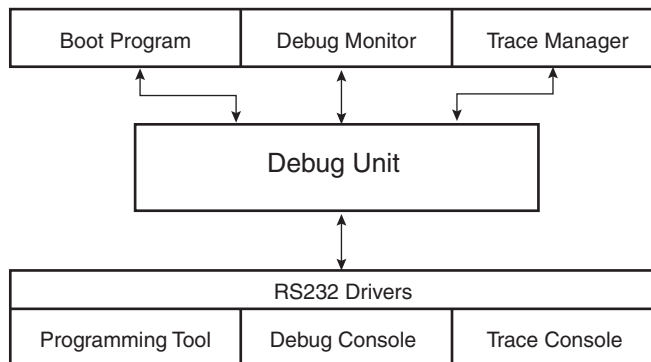 Boot Program
Debug Monitor
Trace Manager
Debug Unit
RS232 Drivers
Programming Tool
Debug Console
Trace Console